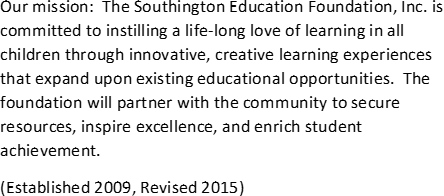 Our mission:  The Southington Education Foundation, Inc. is
committed to instilling a life-long love of learning in all
children through innovative, creative learning experiences
that expand upon existing educational opportunities.  The
foundation will partner with the community to secure
resources, inspire excellence, and enrich student
achievement.
(Established 2009, Revised 2015)